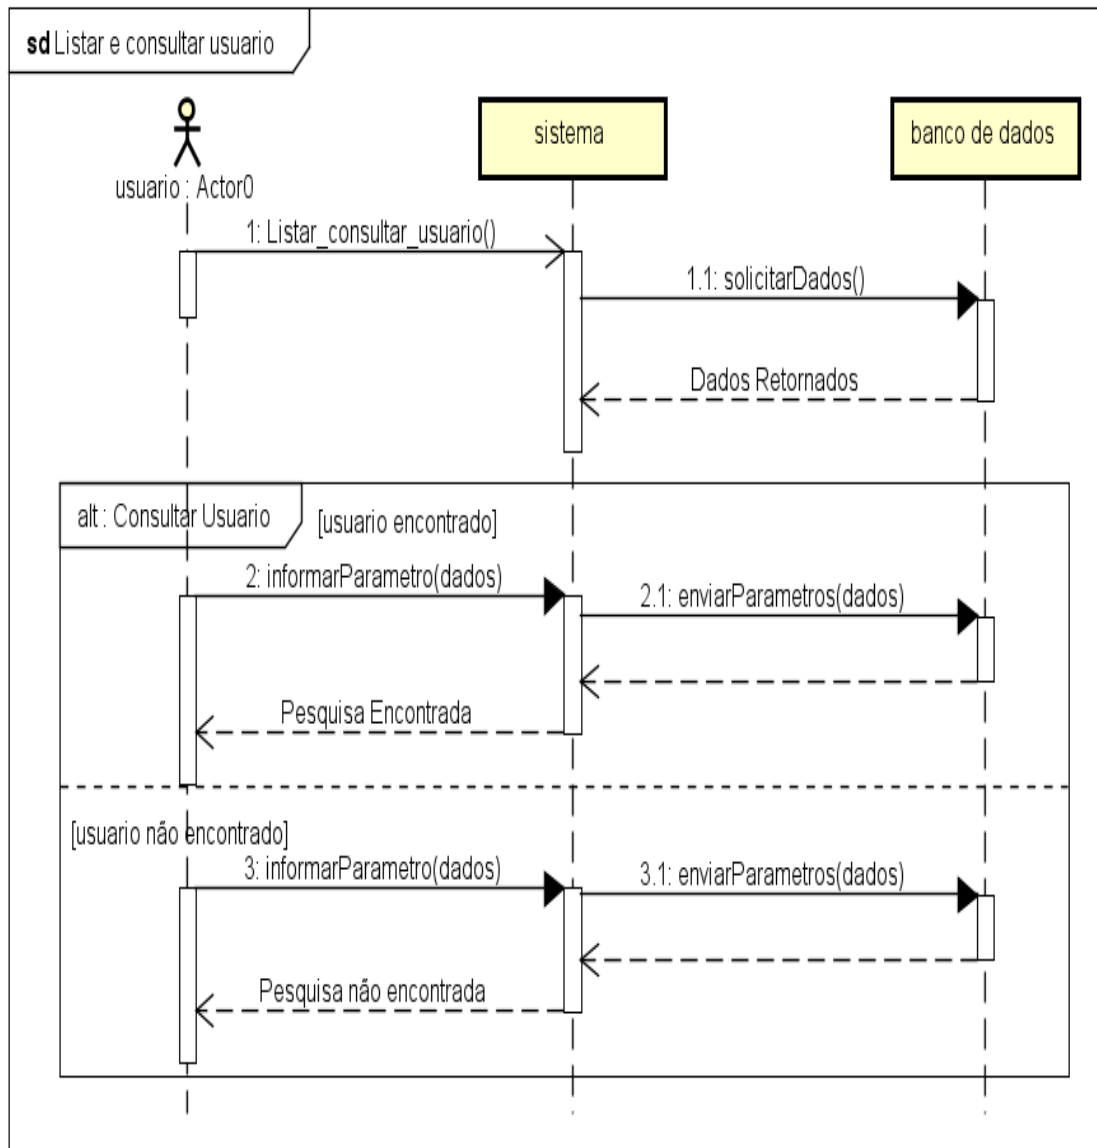 sd Listar e consultar usuario
sistema
banco de dados
usuario : Actor0
1: Listar_consultar_usuario()
1.1: solicitarDados()
Dados Retornados
alt : Consultar Usuario
[usuario encontrado]
2: informarParametro(dados)
2.1: enviarParametros(dados)
Pesquisa Encontrada
[usuario não encontrado]
3: informarParametro(dados)
3.1: enviarParametros(dados)
Pesquisa não encontrada